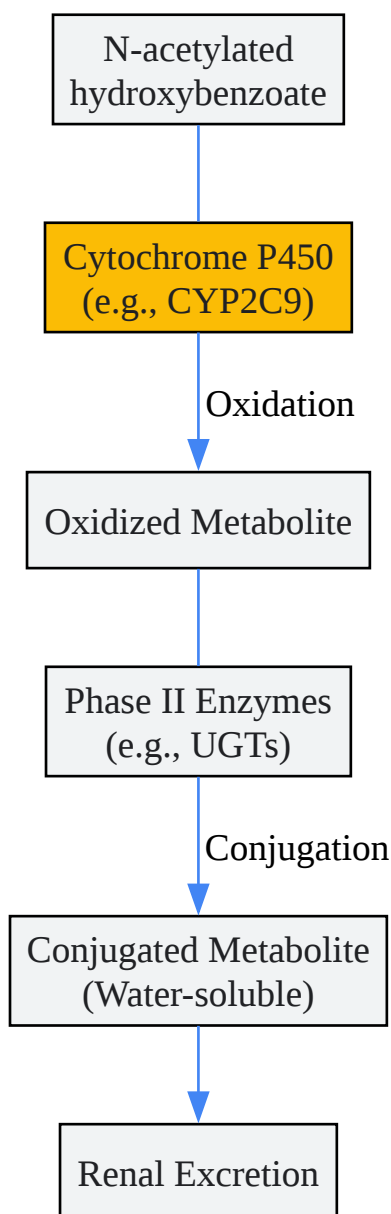 N-acetylated
hydroxybenzoate
Cytochrome P450
(e.g., CYP2C9)
Oxidation
Oxidized Metabolite
Phase II Enzymes
(e.g., UGTs)
Conjugation
Conjugated Metabolite
(Water-soluble)
Renal Excretion